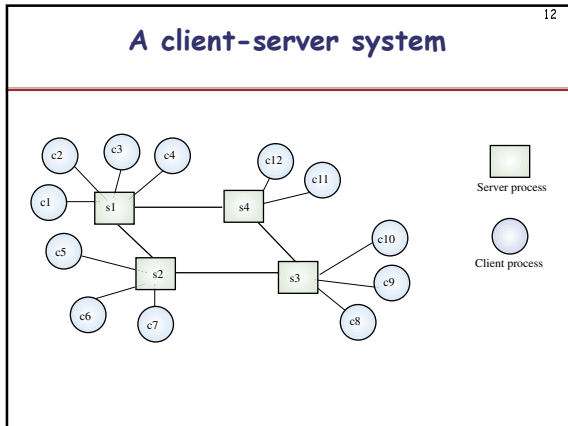 12
A client-server system
c2
c3
c4
c12
c11
c1
s1
s4
Server process
c5
c10
s2
s3
c9
Client process
c6
c7
c8